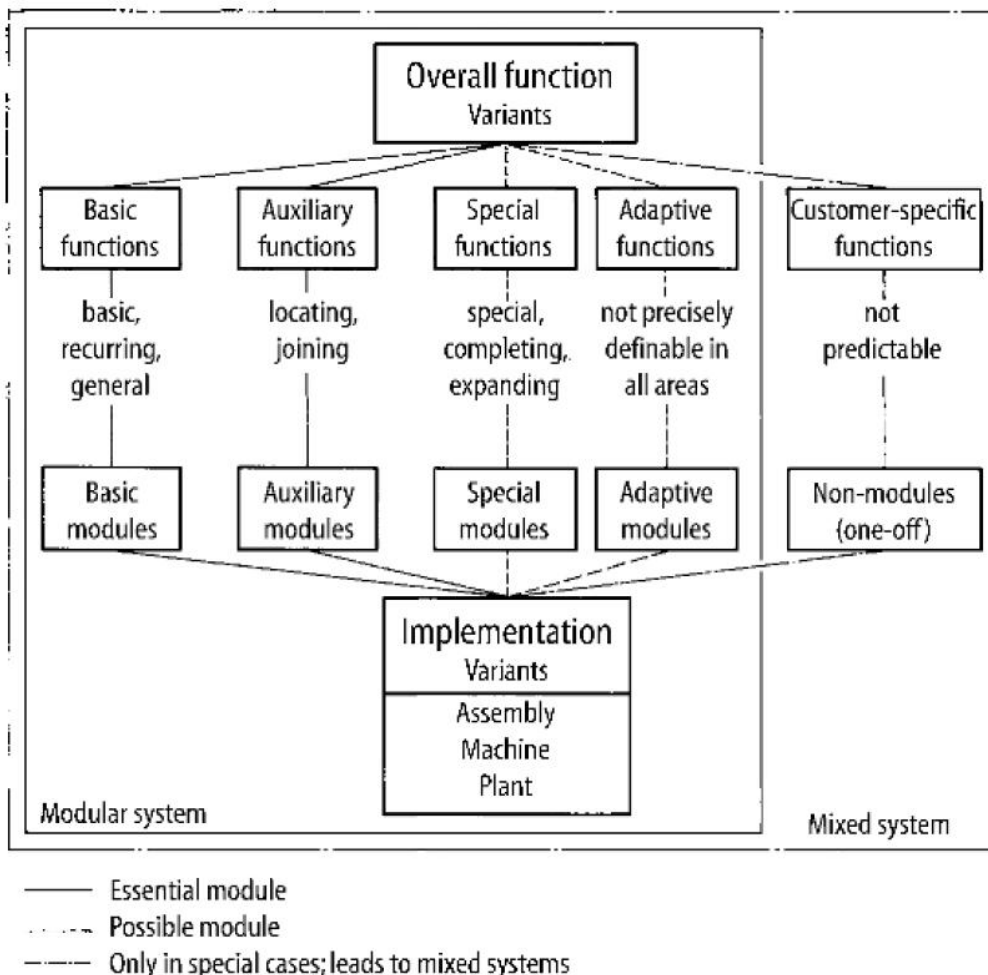 Overall function
Variants
Basic
functions
Auxiliary
functions
Special
functions
Adaptive
functions
Customer-specific
functions
basic,
recurring,
general
locating,
joining
special,
completing,
expanding
not precisely
definable in
all areas
not
predictable
Basic
modules
Auxiliary
modules
Special
modules
Adaptive
modules
Non-modules
(one-off)
Implementation
Variants
Assembly
Machine
Plant
Modular system
Mixed system
Essential module
Possible module
Only in special cases; leads to mixed systems